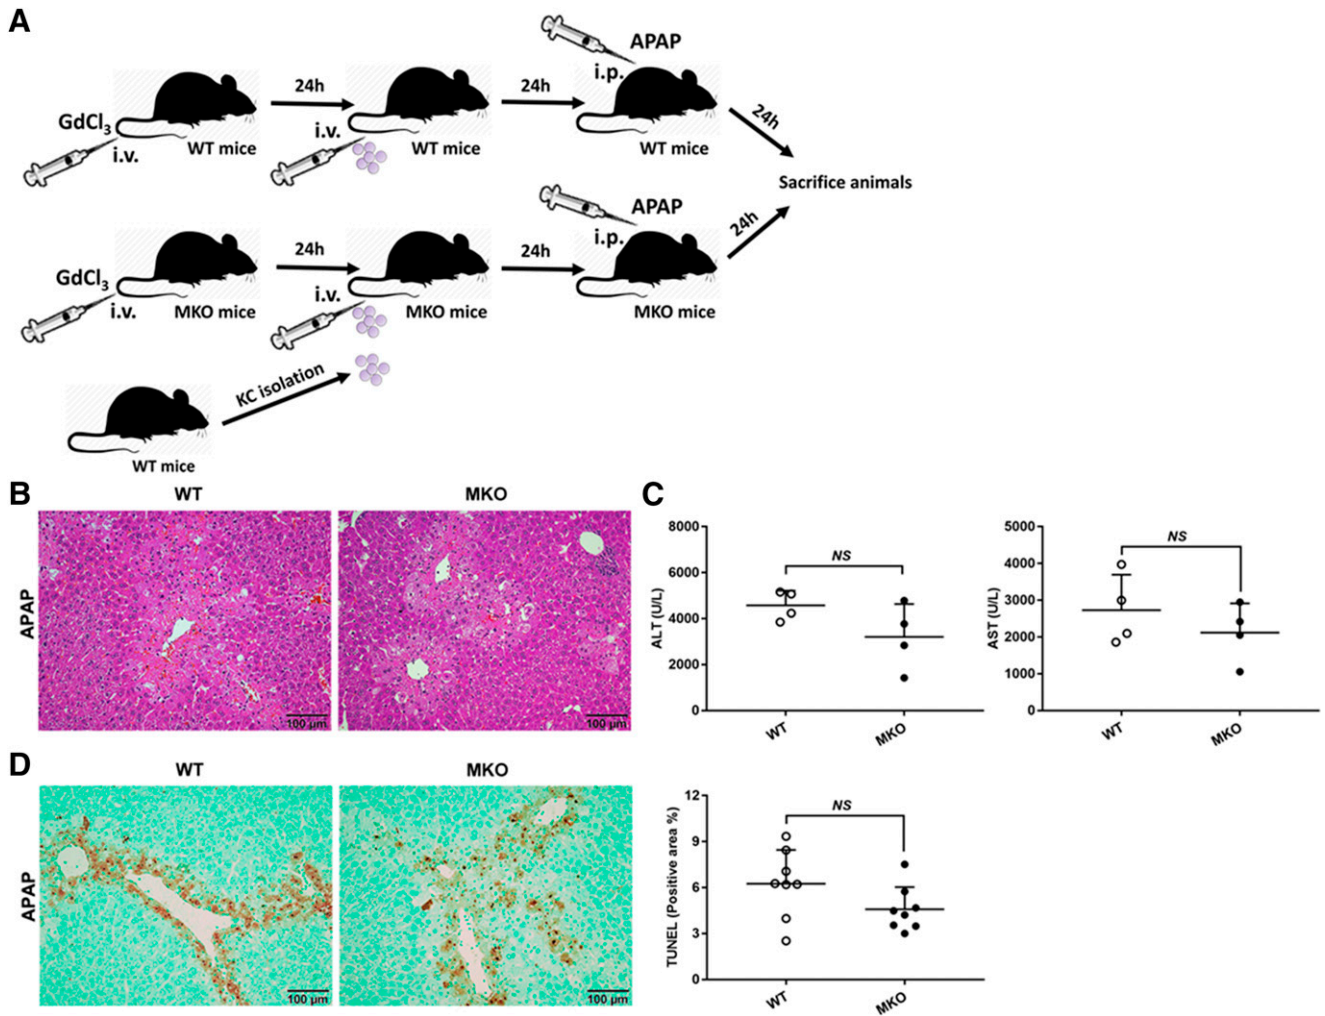 A
APAP
i.p.
24h
24h
24h
GdCl3
i.v.
i.v.
WT mice
WT mice
WT mice
Sacrifice animals
APAP
i.p.
24h
24h
24h
GdCl3
i.v.
i.v.
MKO mice
MKO mice
MKO mice
KC isolation
WT mice
B
WT
MKO
APAP
100 µm
100 µm
C
8000
6000
4000
2000
0
ALT (U/L)
NS
WT
MKO
5000
4000
3000
2000
1000
0
AST (U/L)
NS
WT
MKO
D
WT
MKO
APAP
100 µm
100 µm
12
9
6
3
0
TUNEL (Positive area %)
NS
WT
MKO